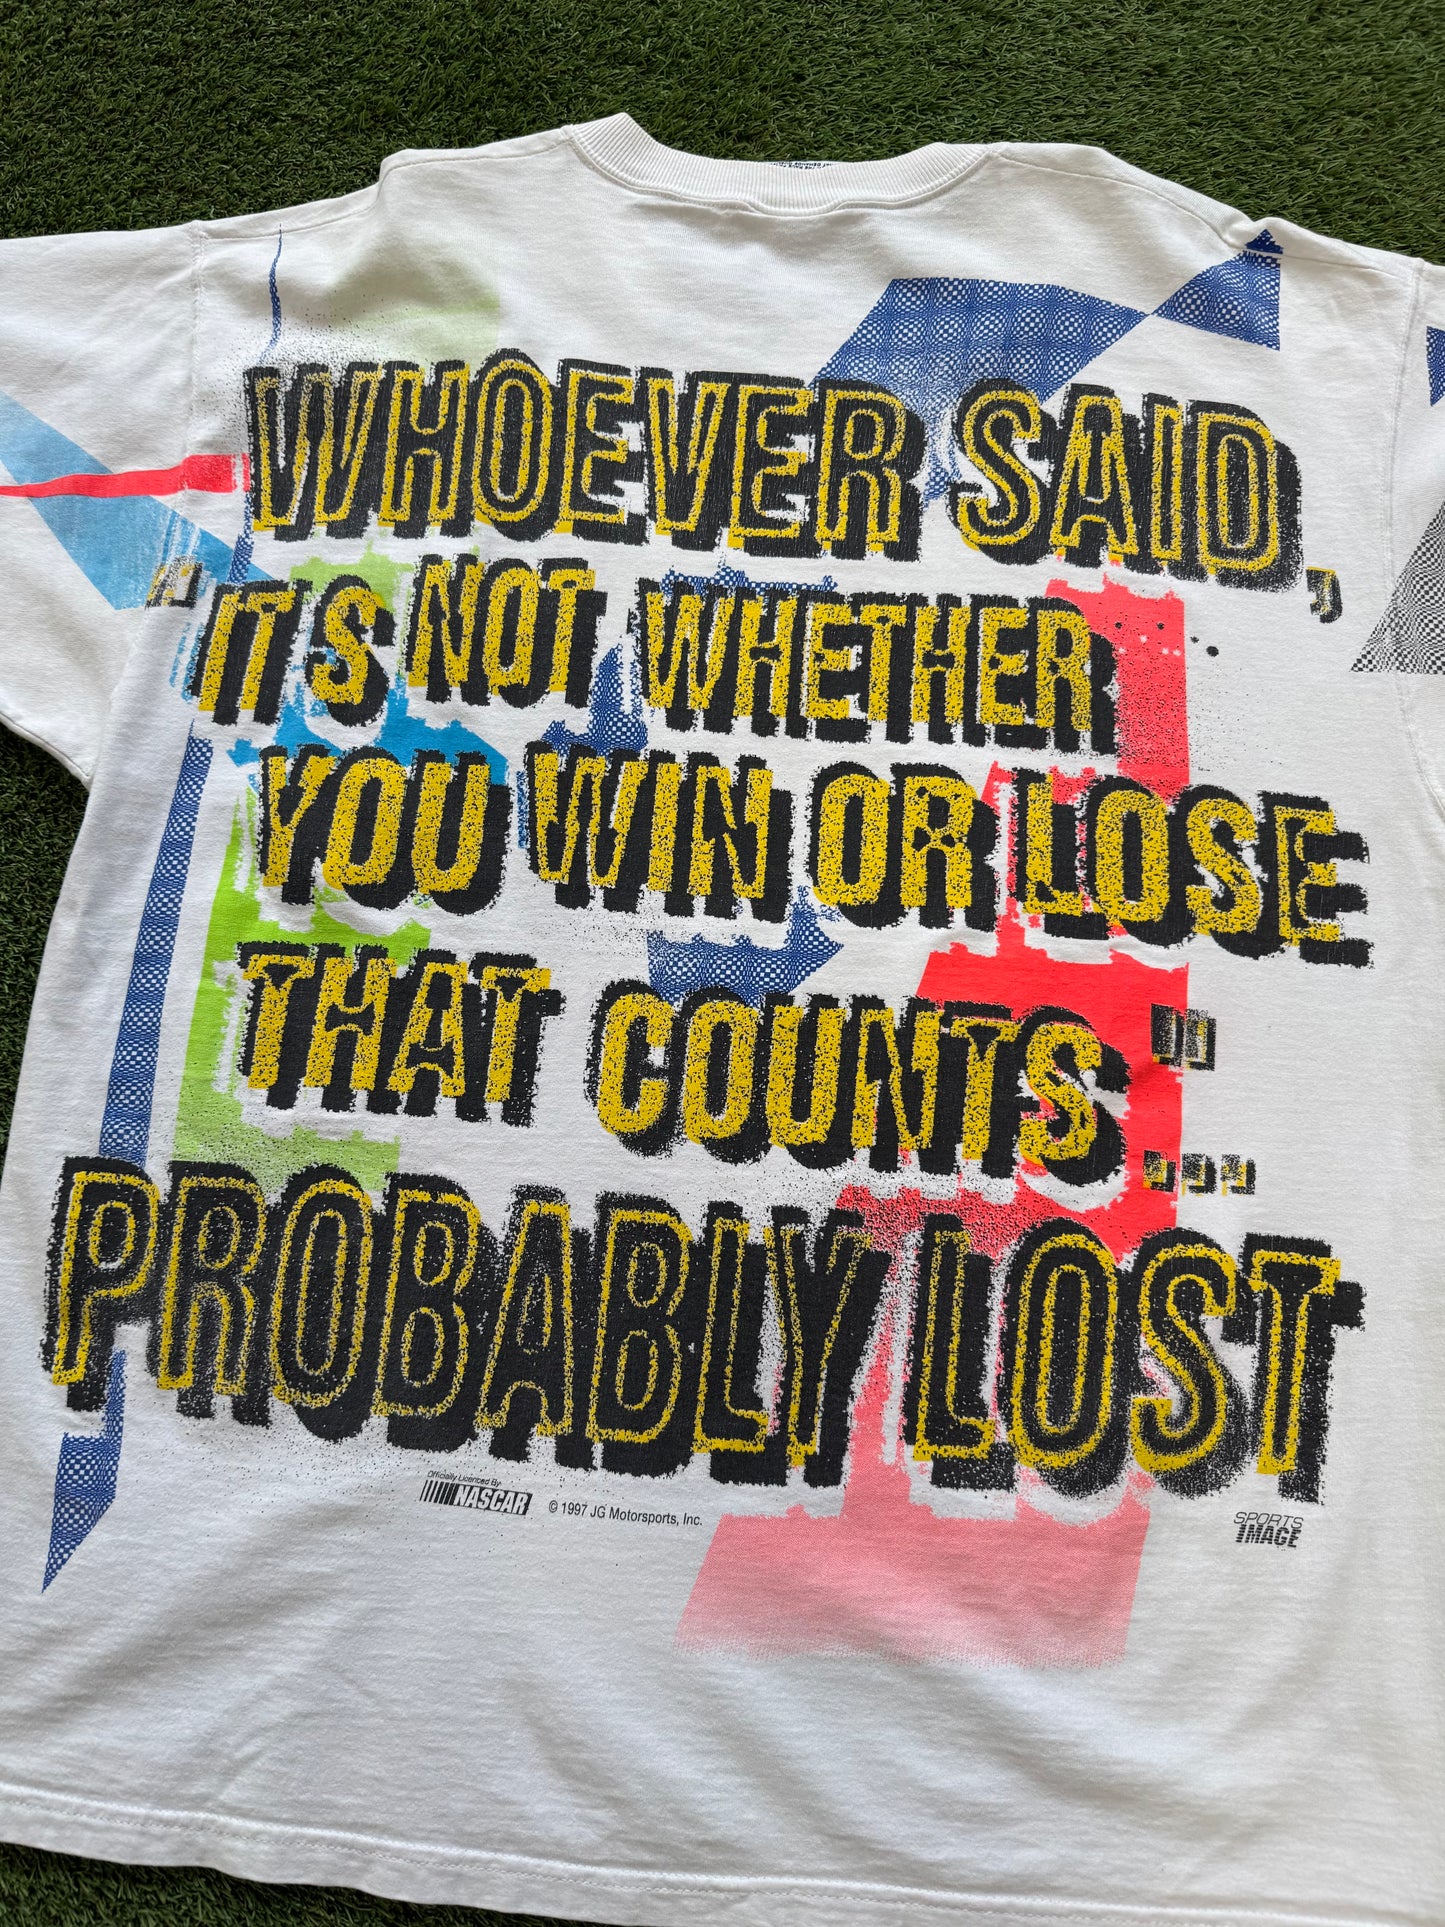 WHOEVER SAID,
"IT'S NOT WHETHER
YOU WIN OR LOSE
THAT COUNTS"...
PROBABLY LOST
Officially Licenced By
NASCAR
© 1997 JG Motorsports, Inc.
SPORTS
IMAGE